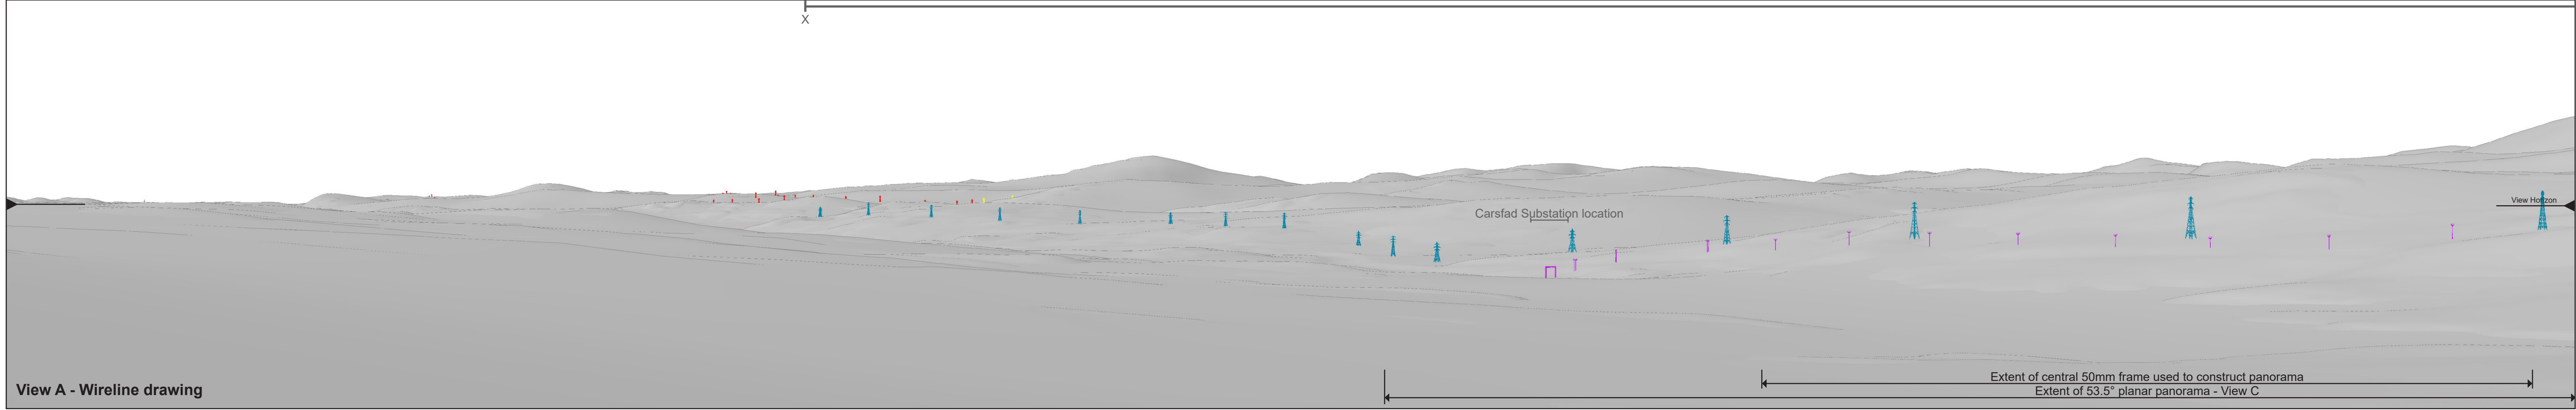 X
Carsfad Substation location
View Horizon
View A - Wireline drawing
Extent of central 50mm frame used to construct panorama
Extent of 53.5° planar panorama - View C